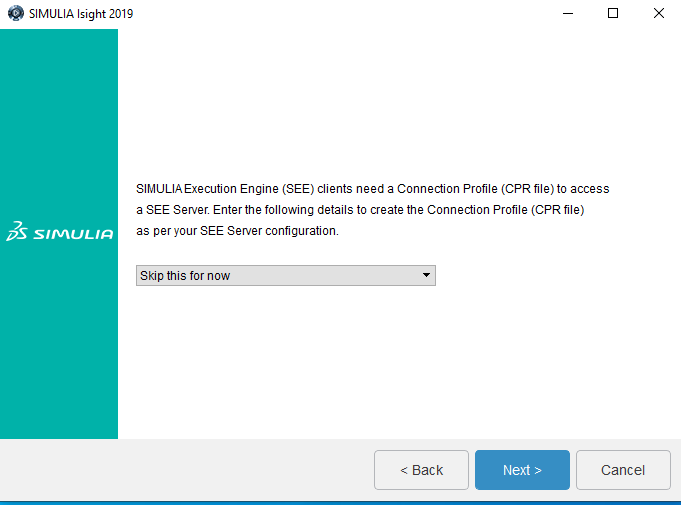 SIMULIA Isight 2019
SIMULIA Execution Engine (SEE) clients need a Connection Profile (CPR file) to access
a SEE Server. Enter the following details to create the Connection Profile (CPR file)
as per your SEE Server configuration.
SIMULIA
Skip this for now
< Back
Next >
Cancel